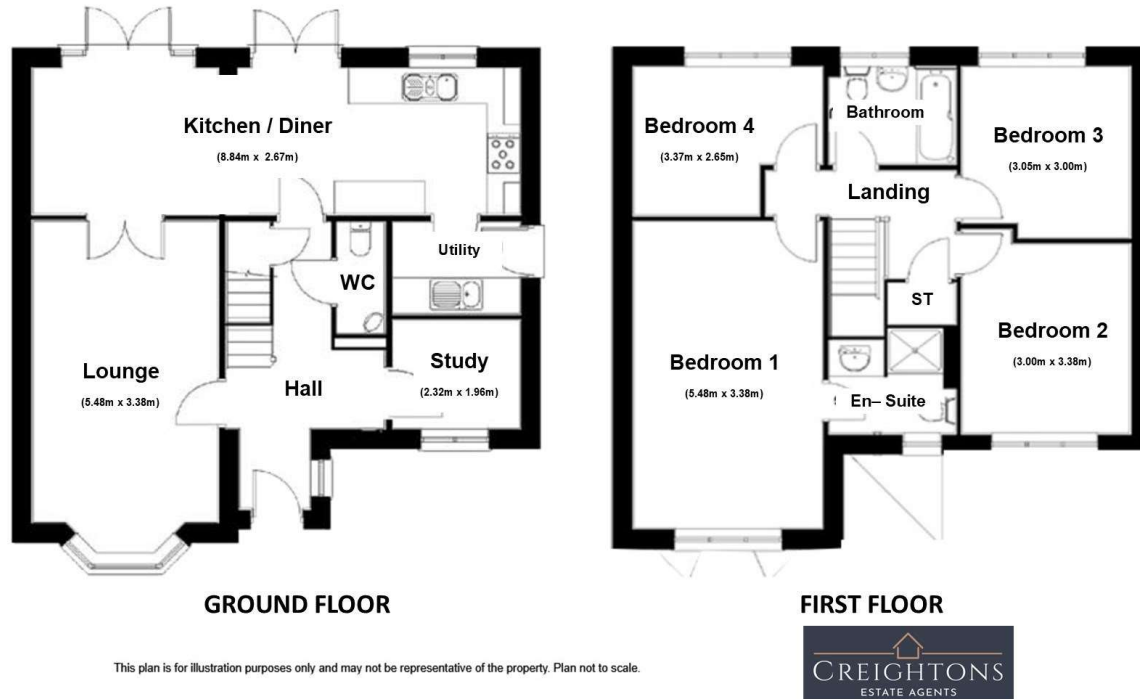 Kitchen / Diner
(8.84m x 2.67m)
Utility
WC
Lounge
(5.48m x 3.38m)
Hall
Study
(2.32m x 1.96m)
GROUND FLOOR
Bedroom 4
(3.37m x 2.65m)
Bathroom
Bedroom 3
(3.05m x 3.00m)
Landing
ST
Bedroom 1
(5.48m x 3.38m)
Bedroom 2
(3.00m x 3.38m)
En– Suite
FIRST FLOOR
This plan is for illustration purposes only and may not be representative of the property. Plan not to scale.
CREIGHTONS
ESTATE AGENTS